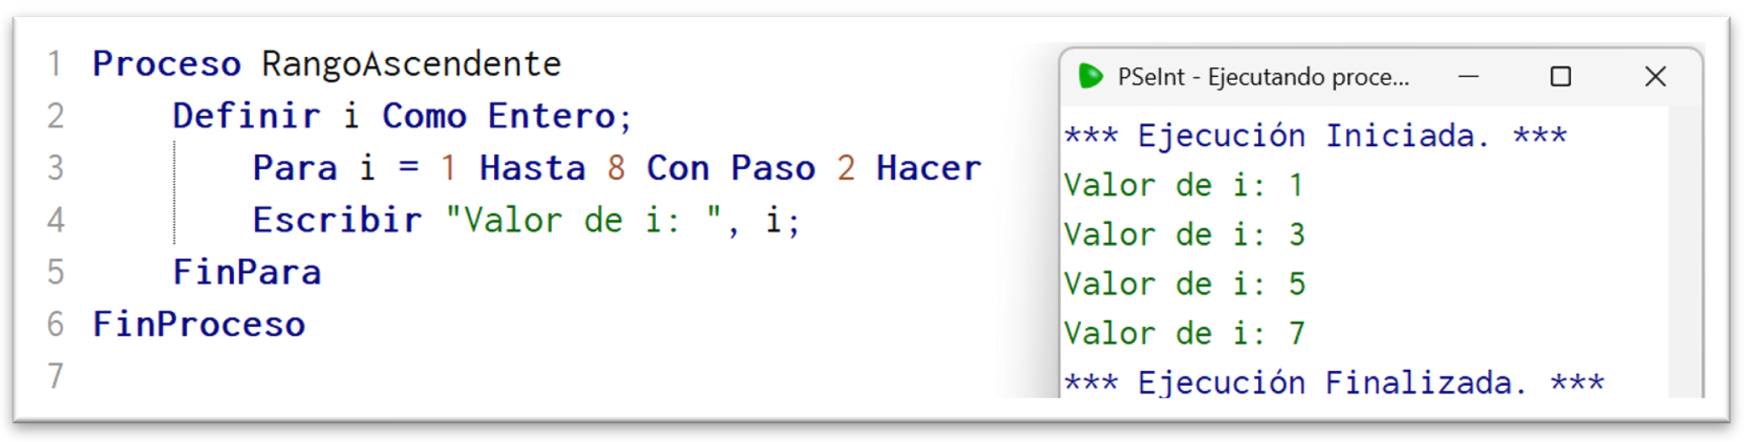 1 Proceso RangoAscendente
2 Definir i Como Entero;
3 Para i = 1 Hasta 8 Con Paso 2 Hacer
4 Escribir "Valor de i: ", i;
5 FinPara
6 FinProceso
7
PSeInt - Ejecutando proce...
*** Ejecución Iniciada. ***
Valor de i: 1
Valor de i: 3
Valor de i: 5
Valor de i: 7
*** Ejecución Finalizada. ***